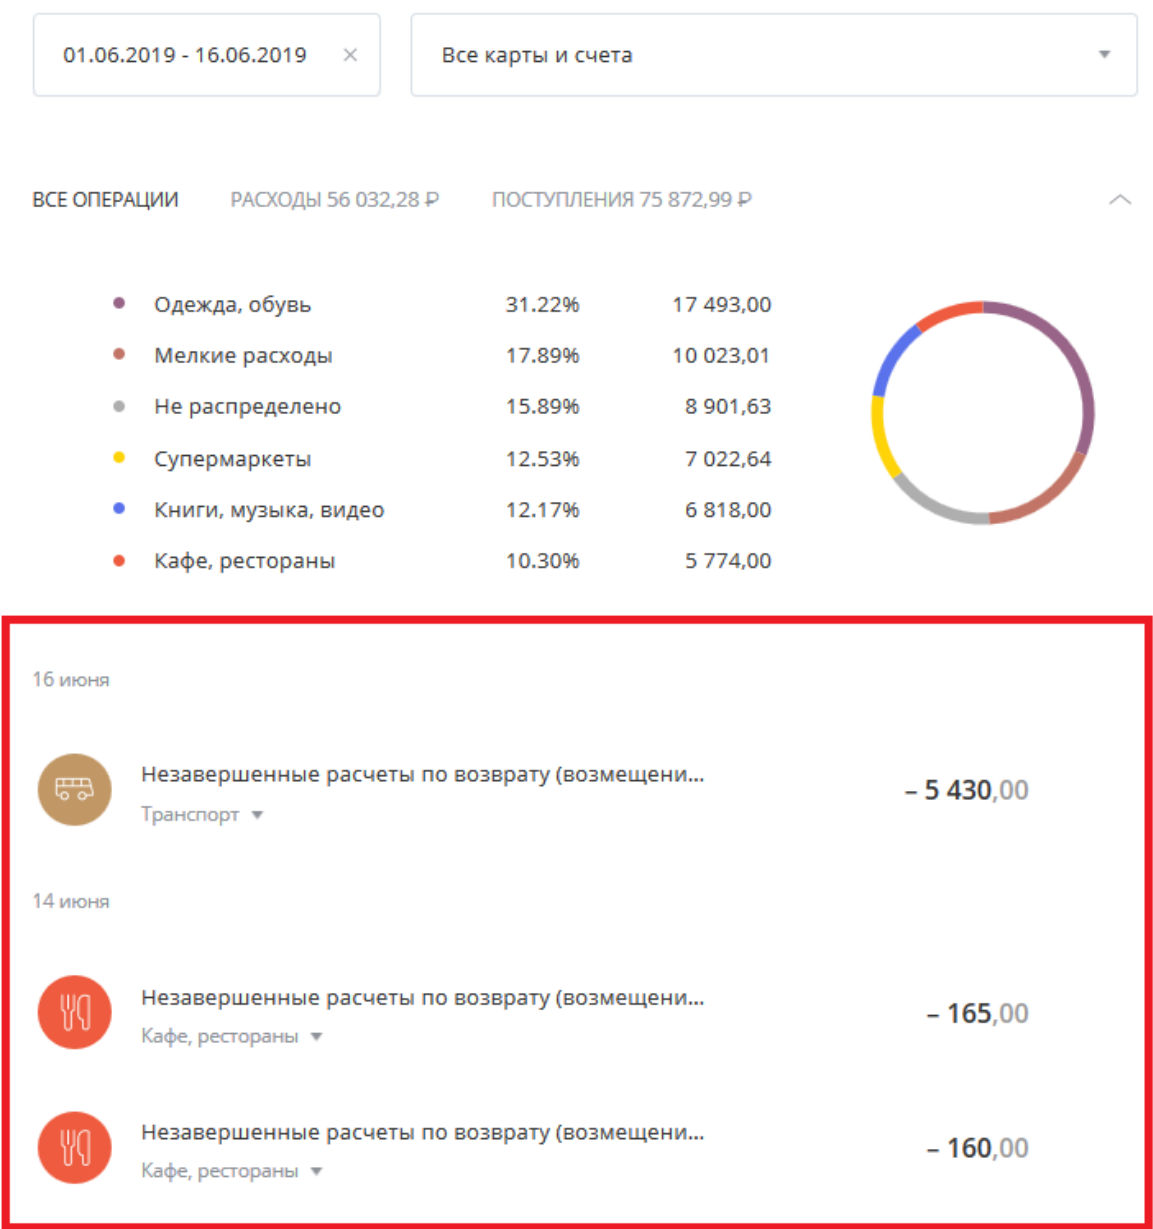 01.06.2019 - 16.06.2019 ×
Все карты и счета
ВСЕ ОПЕРАЦИИ РАСХОДЫ 56 032,28 ₽ ПОСТУПЛЕНИЯ 75 872,99 ₽
Одежда, обувь 31.22% 17 493,00
Мелкие расходы 17.89% 10 023,01
Не распределено 15.89% 8 901,63
Супермаркеты 12.53% 7 022,64
Книги, музыка, видео 12.17% 6 818,00
Кафе, рестораны 10.30% 5 774,00
16 июня
Незавершенные расчеты по возврату (возмещени...
– 5 430,00
Транспорт
14 июня
Незавершенные расчеты по возврату (возмещени...
– 165,00
Кафе, рестораны
Незавершенные расчеты по возврату (возмещени...
– 160,00
Кафе, рестораны